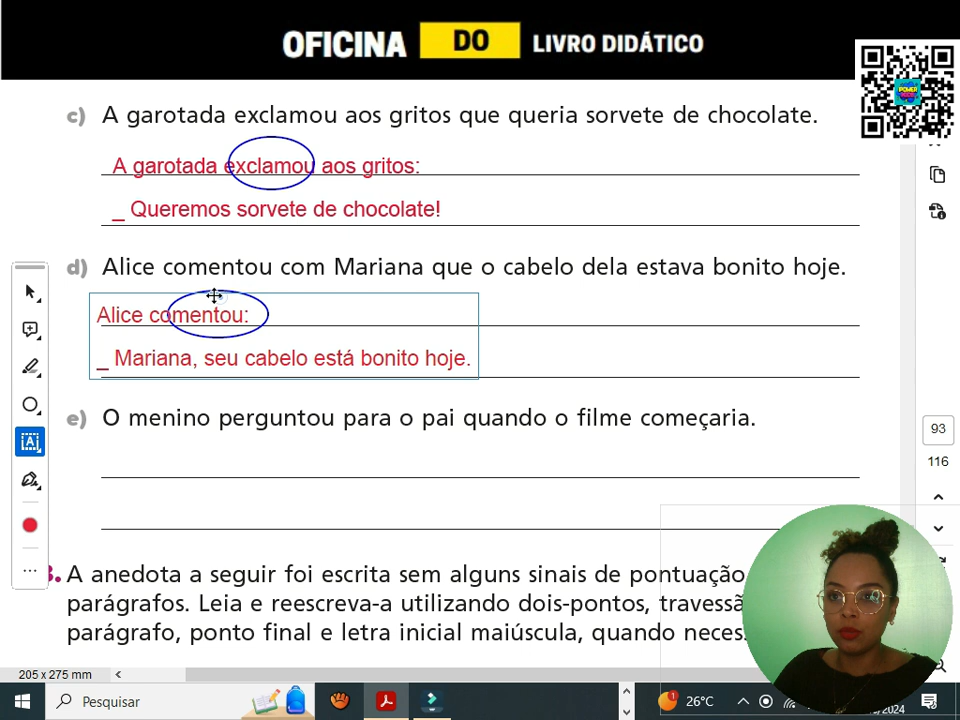 OFICINA DO LIVRO DIDÁTICO
c) A garotada exclamou aos gritos que queria sorvete de chocolate.
A garotada exclamou aos gritos:
_ Queremos sorvete de chocolate!
d) Alice comentou com Mariana que o cabelo dela estava bonito hoje.
Alice comentou:
_ Mariana, seu cabelo está bonito hoje.
e) O menino perguntou para o pai quando o filme começaria.
93
116
3. A anedota a seguir foi escrita sem alguns sinais de pontuação
parágrafos. Leia e reescreva-a utilizando dois-pontos,
parágrafo, ponto final e letra inicial maiúscula, quando
205 x 275 mm
Pesquisar
26°C